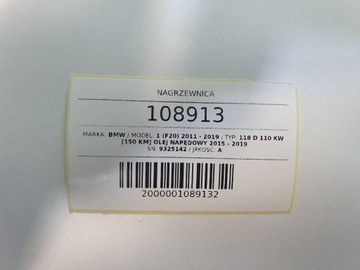 NAGRZEWNICA
108913
MARKA: BMW / MODEL: 1 (F20) 2011 - 2019 / TYP: 118 D 110 KW
[150 KM] OLEJ NAPĘDOWY 2015 - 2019
SN: 9325142 / JAKOŚĆ: A
2000001089132